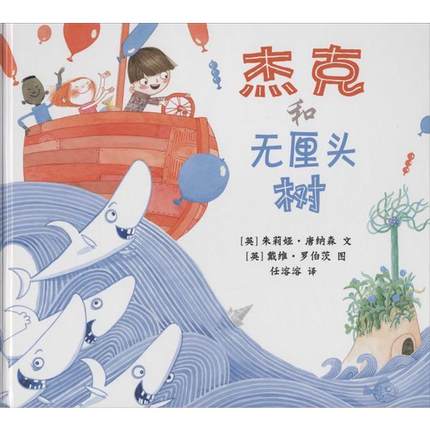 杰克
和
无厘头
树
[英] 朱莉娅·唐纳森 文
[英] 戴维·罗伯茨 图
任溶溶 译